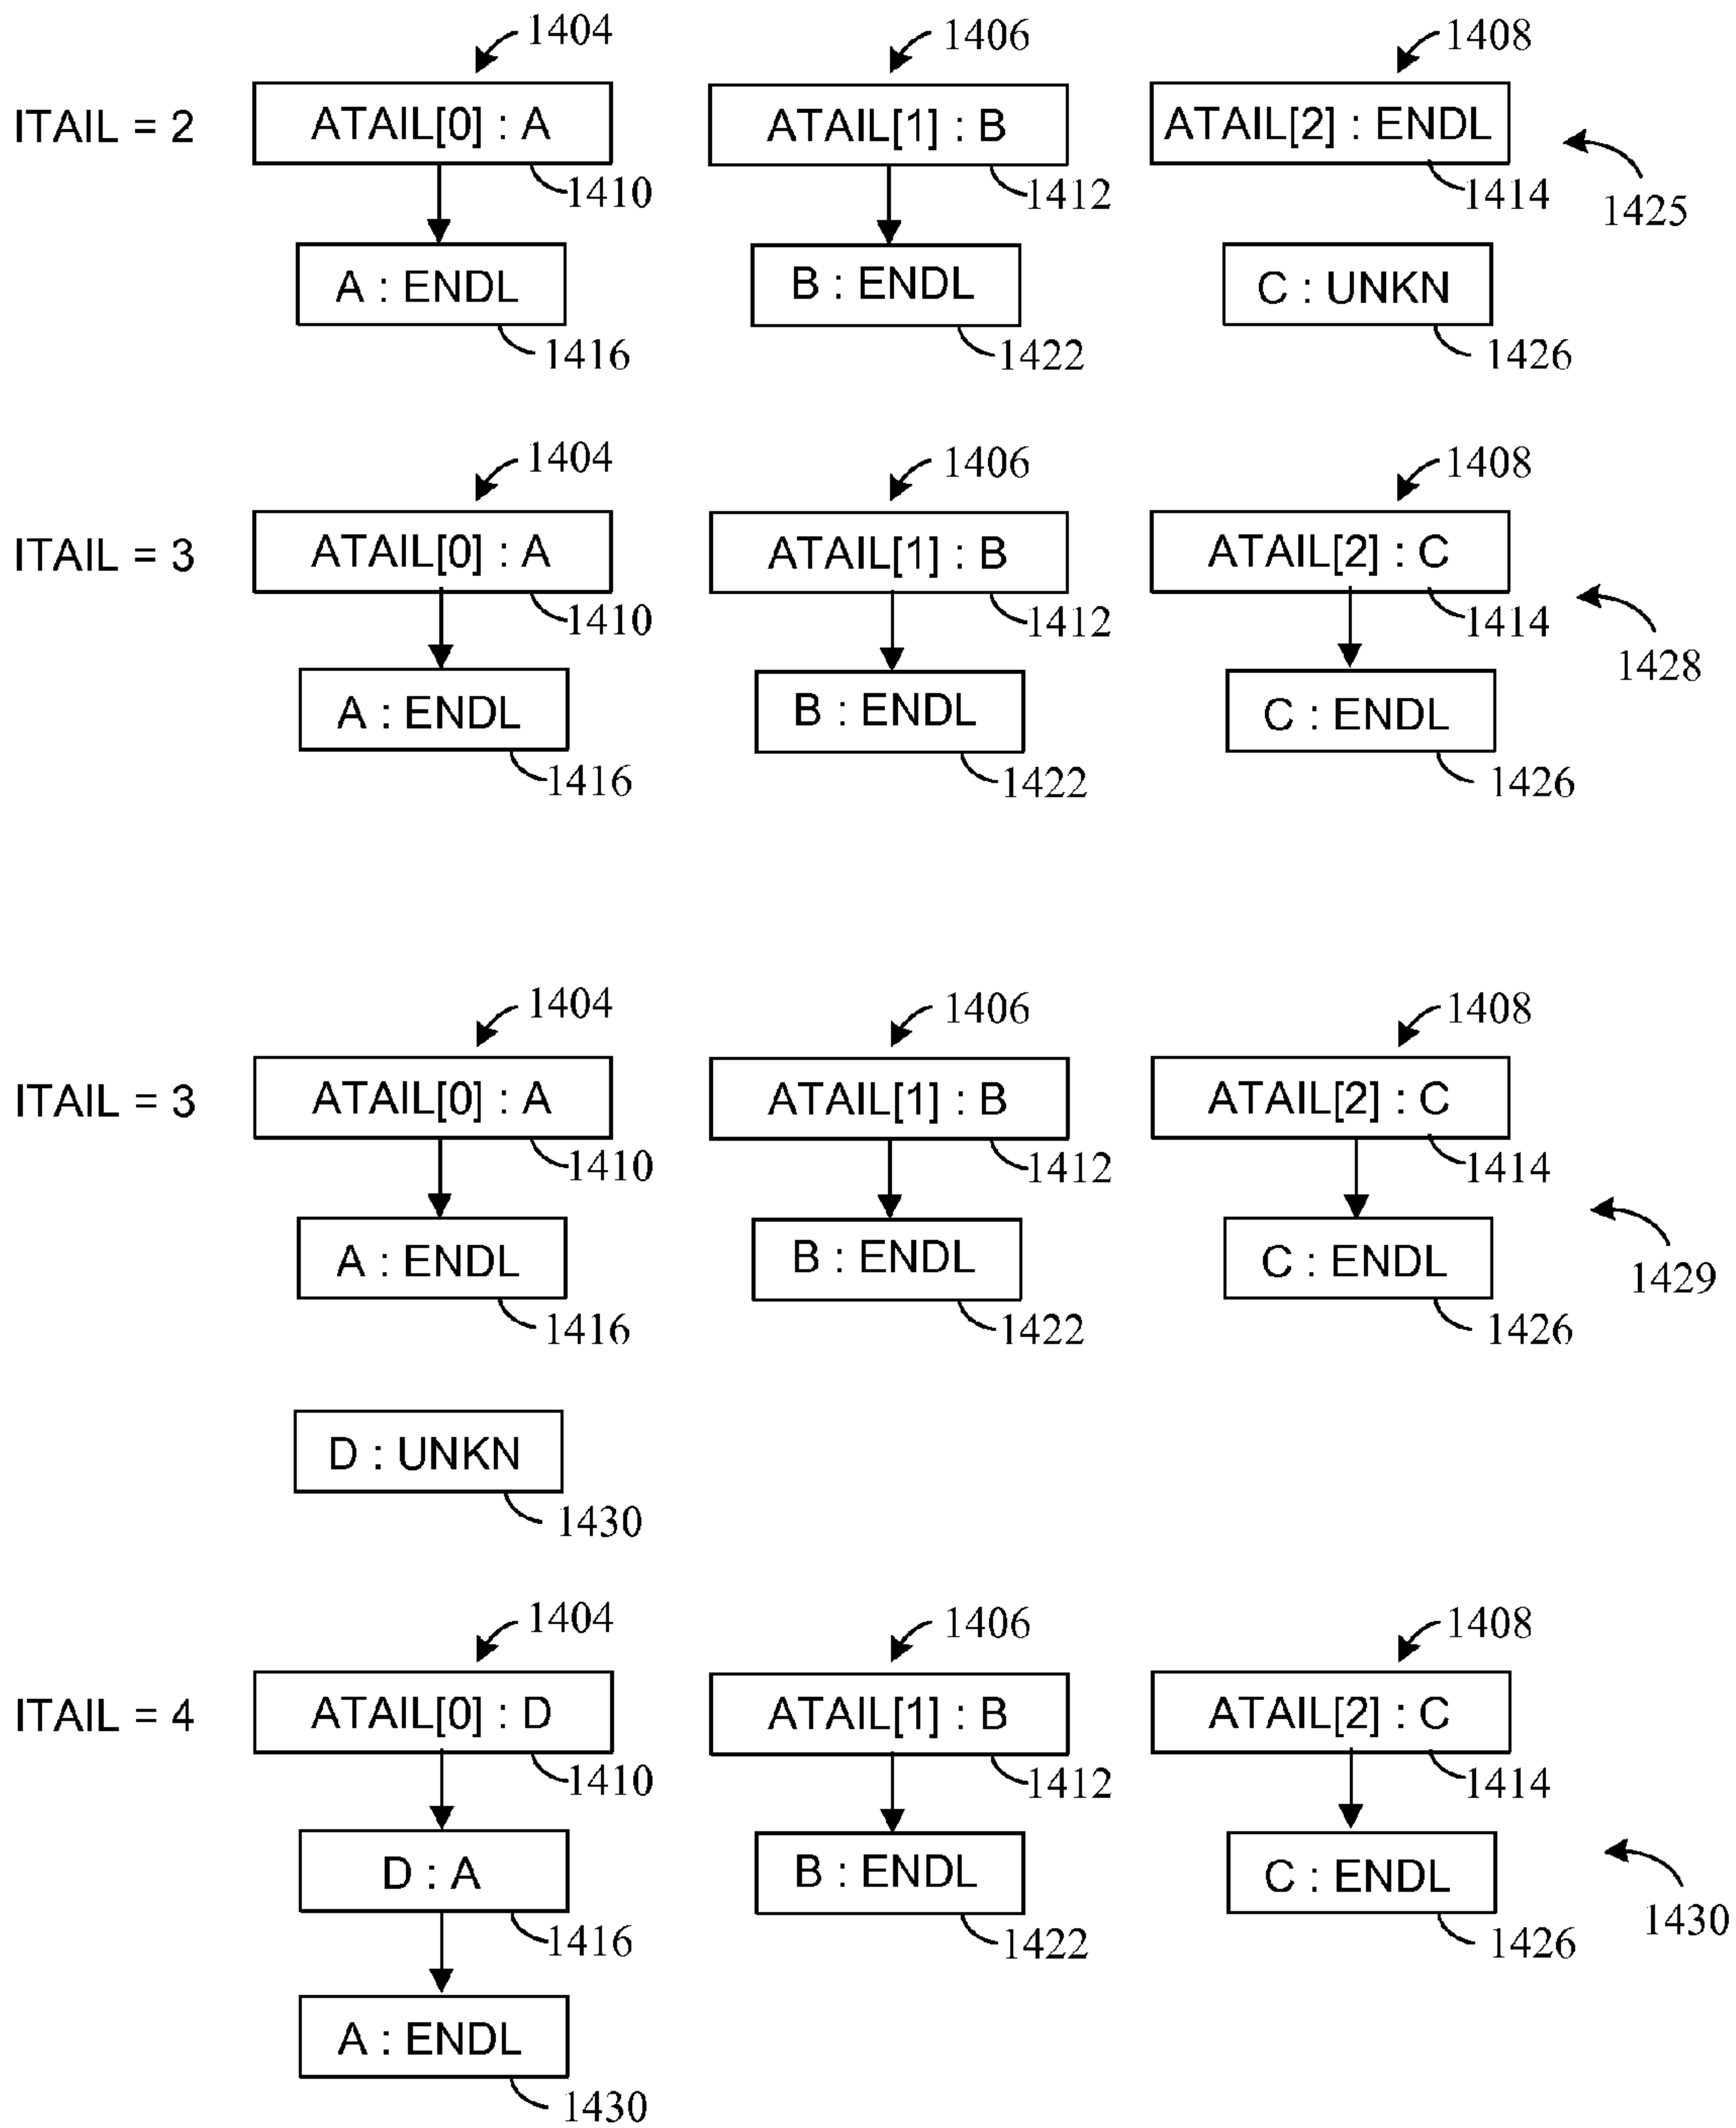 1404 1406 1408
ITAIL = 2 ATAIL[0] : A ATAIL[1] : B ATAIL[2] : ENDL
1410 1412 1414 1425
A : ENDL B : ENDL C : UNKN
1416 1422 1426
1404 1406 1408
ITAIL = 3 ATAIL[0] : A ATAIL[1] : B ATAIL[2] : C
1410 1412 1414
1428
A : ENDL B : ENDL C : ENDL
1416 1422 1426
1404 1406 1408
ITAIL = 3 ATAIL[0] : A ATAIL[1] : B ATAIL[2] : C
1410 1412 1414
A : ENDL B : ENDL C : ENDL 1429
1416 1422 1426
D : UNKN
1430
1404 1406 1408
ITAIL = 4 ATAIL[0] : D ATAIL[1] : B ATAIL[2] : C
1410 1412 1414
D : A B : ENDL C : ENDL
1430
1416 1422 1426
A : ENDL
1430